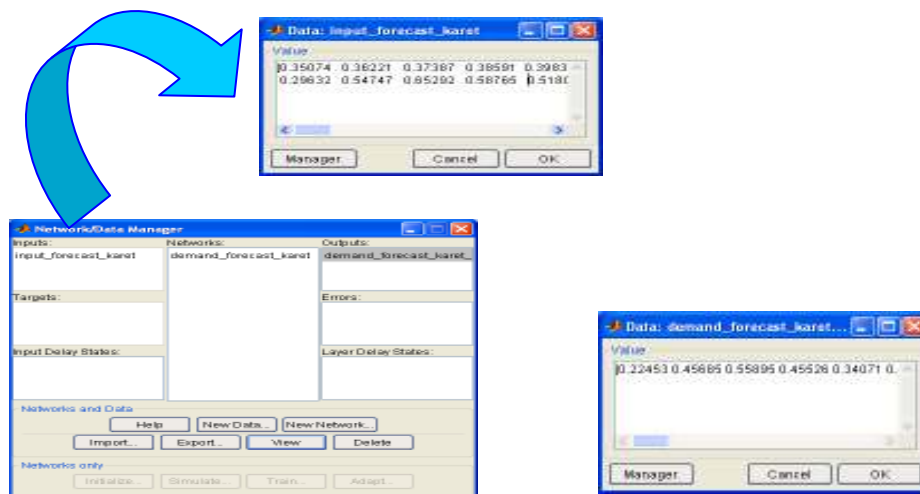 Data: input_forecast_karet
Value
0.35074 0.36221 0.37387 0.38591 0.3983
0.29632 0.54747 0.65292 0.58765 0.5180
Manager
Cancel
OK
Network/Data Manager
Inputs:
Networks:
Outputs:
input_forecast_karet
demand_forecast_karet
demand_forecast_karet_
Targets:
Errors:
Input Delay States:
Layer Delay States:
Networks and Data
Help
New Data...
New Network...
Import...
Export...
View
Delete
Networks only
Initialize...
Simulate...
Train...
Adapt...
Data: demand_forecast_karet...
Value
0.22453 0.45685 0.55895 0.45526 0.34071 0.
Manager
Cancel
OK